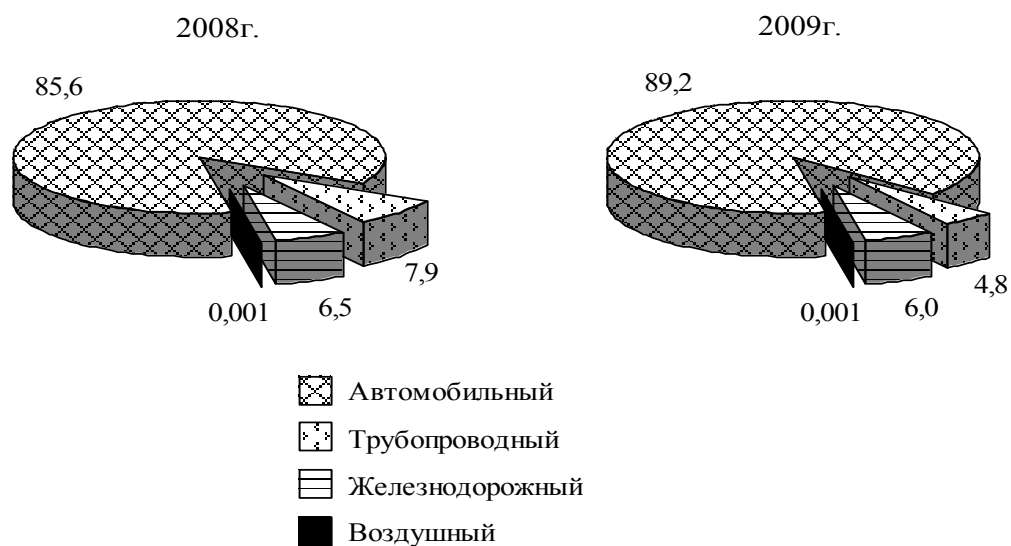 2008г.
2009г.
85,6
89,2
7,9
4,8
0,001
6,5
0,001
6,0
Автомобильный
Трубопроводный
Железнодорожный
Воздушный